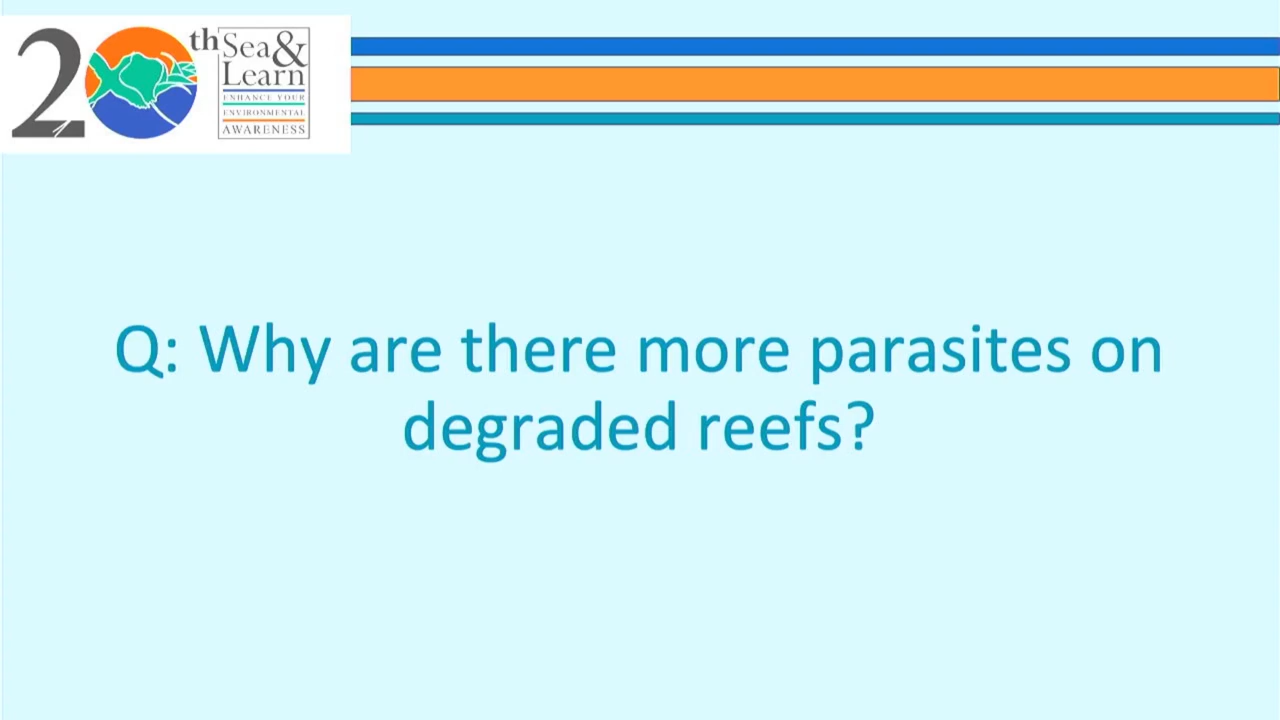 20th Sea &
Learn
ENHANCE YOUR
ENVIRONMENTAL
AWARENESS
Q: Why are there more parasites on
degraded reefs?